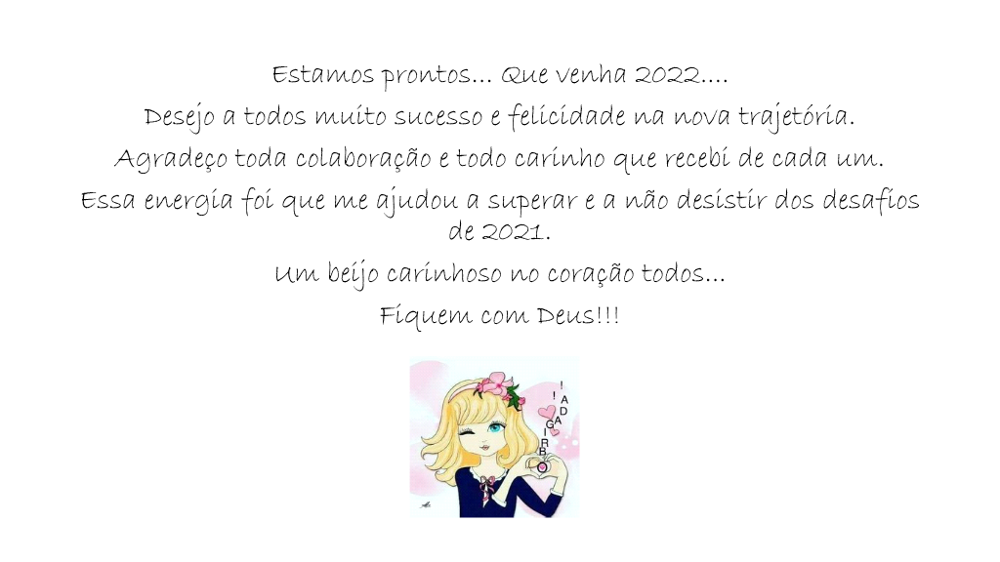 Estamos prontos... Que venha 2022....
Desejo a todos muito sucesso e felicidade na nova trajetória.
Agradeço toda colaboração e todo carinho que recebi de cada um.
Essa energia foi que me ajudou a superar e a não desistir dos desafios
de 2021.
Um beijo carinhoso no coração todos...
Fiquem com Deus!!!
OBRIGADA!!